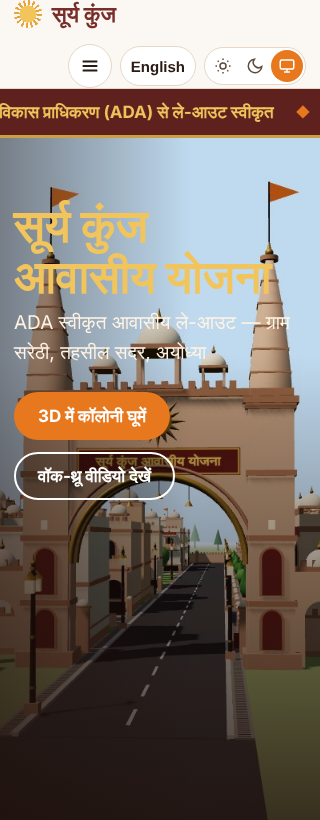 सूर्य कुंज
English
विकास प्राधिकरण (ADA) से ले-आउट स्वीकृत
सूर्य कुंज
आवासीय योजना
ADA स्वीकृत आवासीय ले-आउट — ग्राम
सरेठी, तहसील सदर, अयोध्या
3D में कॉलोनी घूमें
सूर्य कुंज आवासीय योजना
वॉक-थ्रू वीडियो देखें